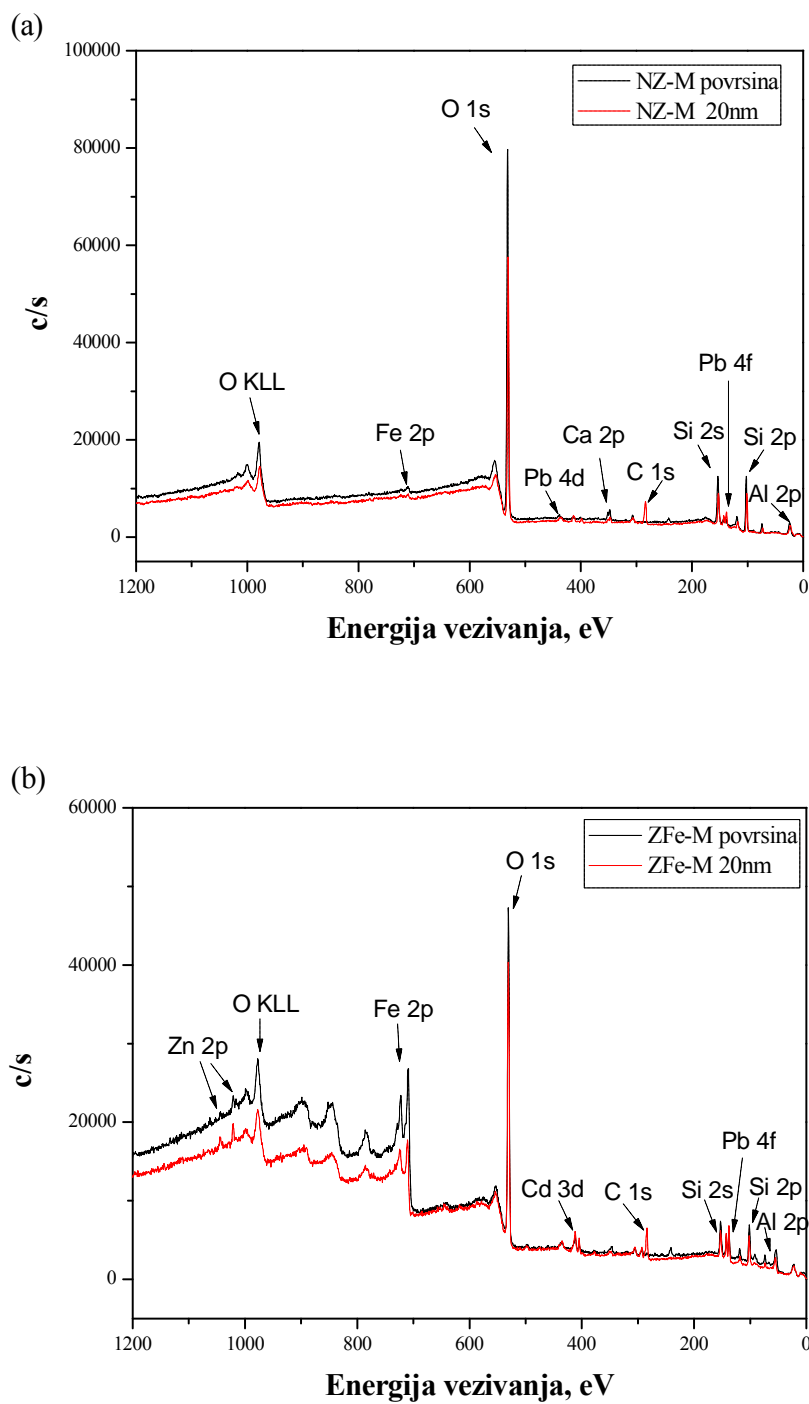 (a)
100000
80000
60000
40000
20000
0
c/s
NZ-M povrsina
NZ-M 20nm
O 1s
O KLL
Fe 2p
Pb 4d
Ca 2p
C 1s
Si 2s
Pb 4f
Si 2p
Al 2p
1200 1000 800 600 400 200 0
Energija vezivanja, eV
(b)
60000
40000
20000
0
c/s
ZFe-M povrsina
ZFe-M 20nm
O 1s
O KLL
Zn 2p
Fe 2p
Cd 3d
C 1s
Si 2s
Pb 4f
Si 2p
Al 2p
1200 1000 800 600 400 200 0
Energija vezivanja, eV